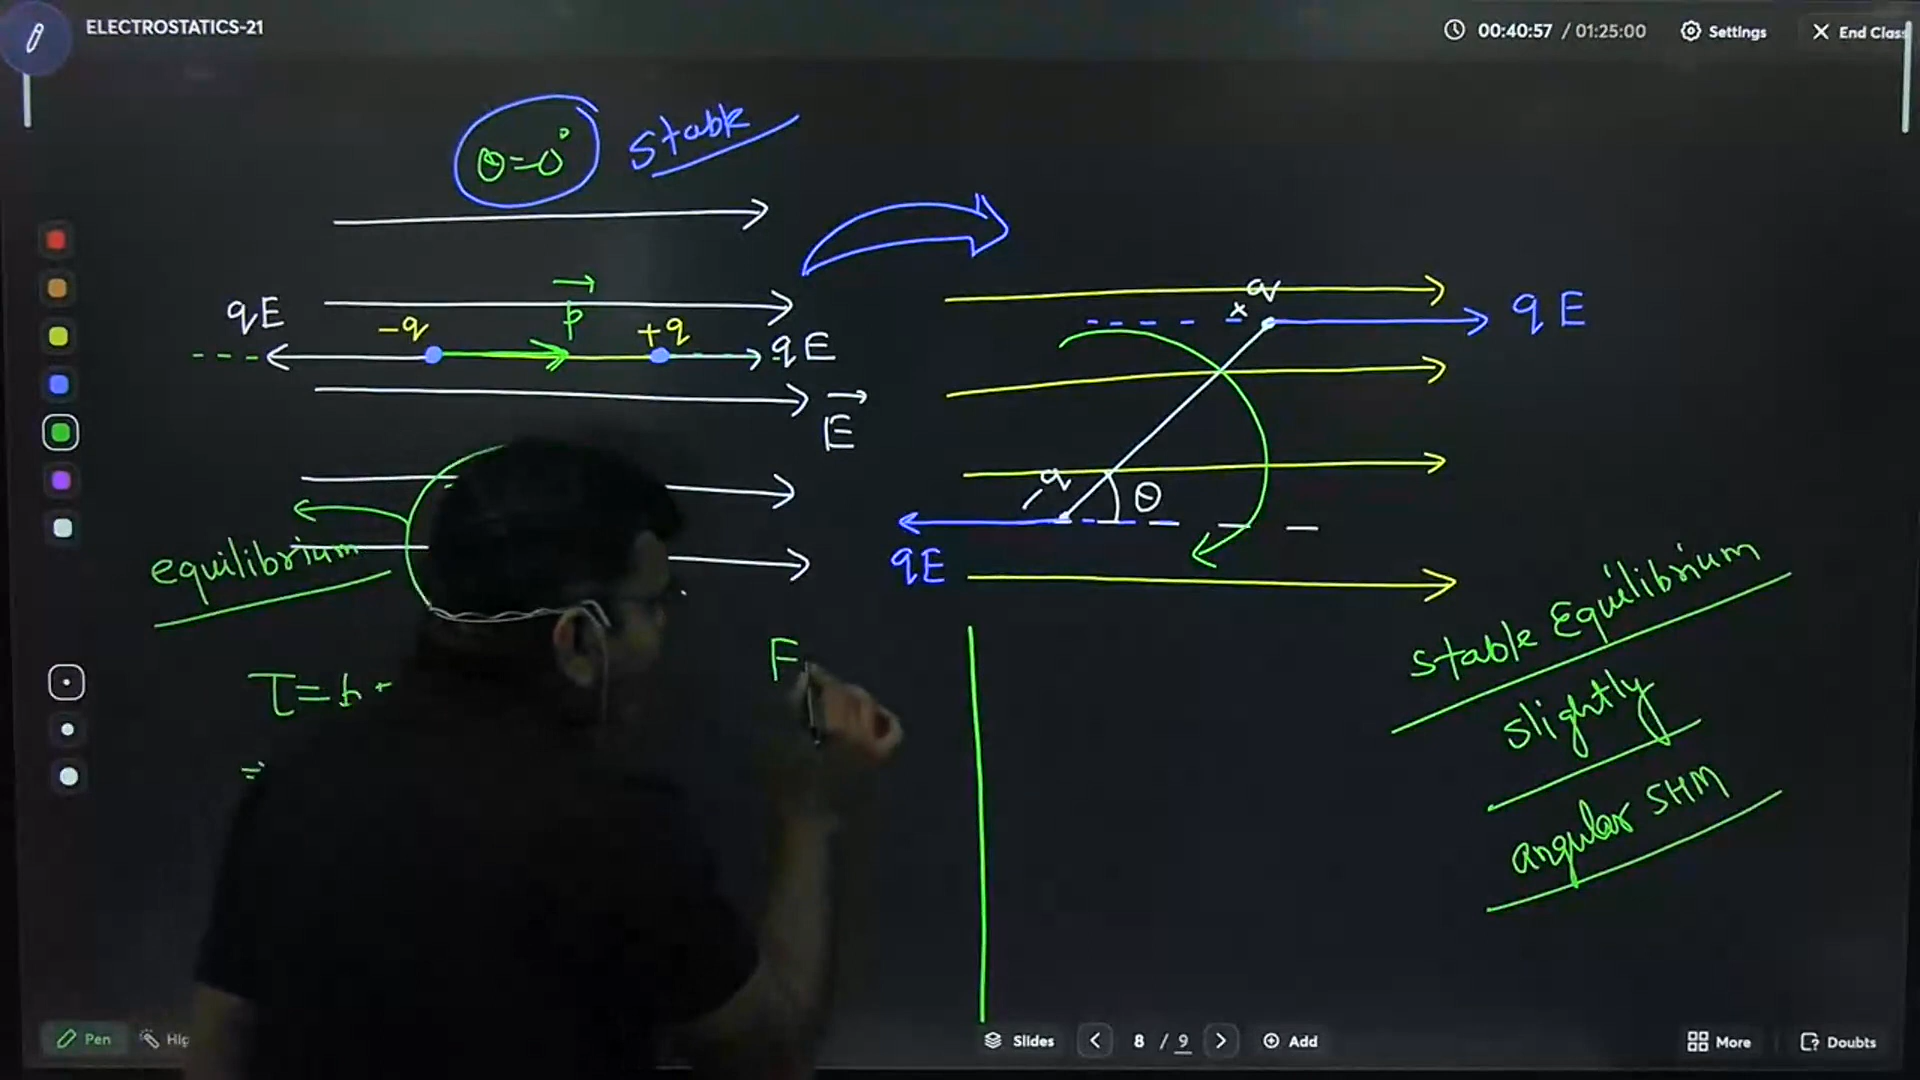 ELECTROSTATICS-21
00:40:57 / 01:25:00
Settings
End Class
θ=0° stable
qE
-q
p
+q
qE
E
q
qE
-q
θ
qE
equilibrium
τ=
F
Stable Equilibrium
slightly
angular SHM
Pen
Slides
8 / 9
Add
More
Doubts